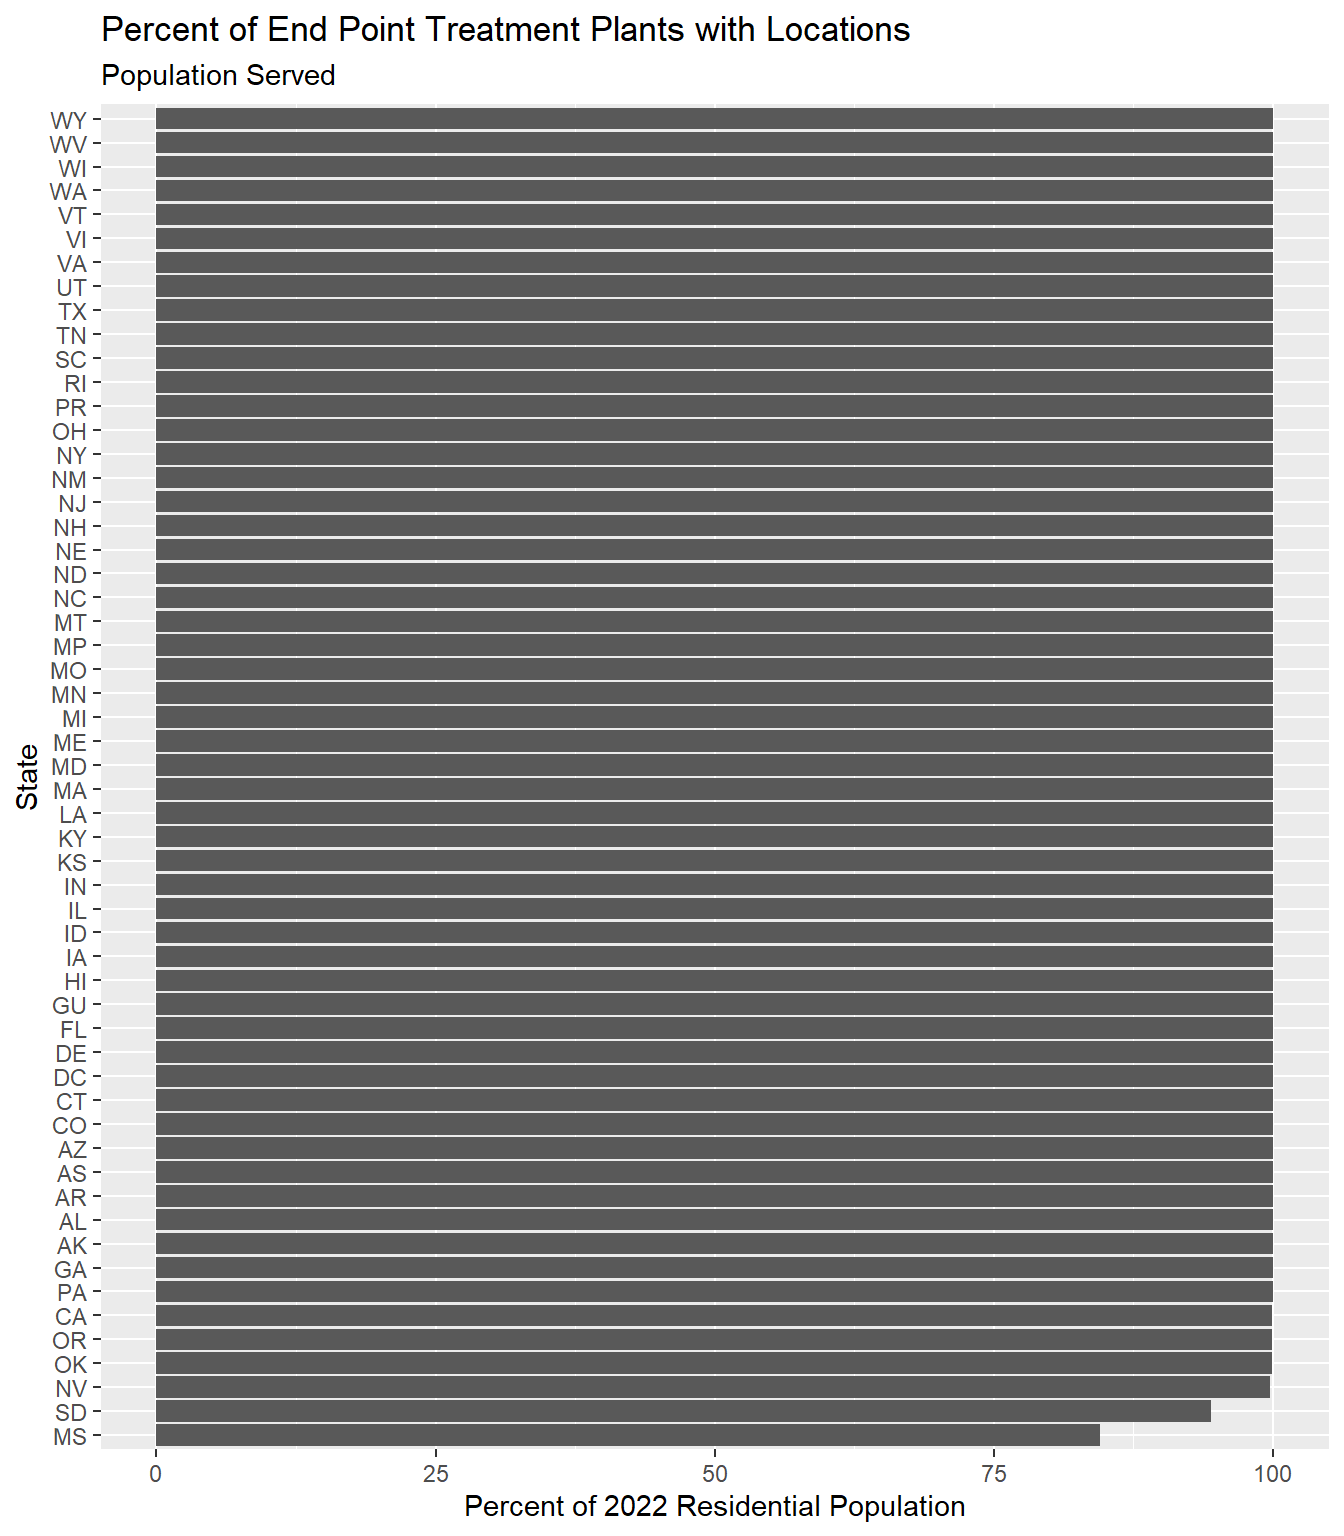 Percent of End Point Treatment Plants with Locations
Population Served
WY
WV
WI
WA
VT
VI
VA
UT
TX
TN
SC
RI
PR
OH
NY
NM
NJ
NH
NE
ND
NC
MT
MP
MO
MN
MI
ME
MD
MA
LA
KY
KS
IN
IL
ID
IA
HI
GU
FL
DE
DC
CT
CO
AZ
AS
AR
AL
AK
GA
PA
CA
OR
OK
NV
SD
MS
State
0 25 50 75 100
Percent of 2022 Residential Population